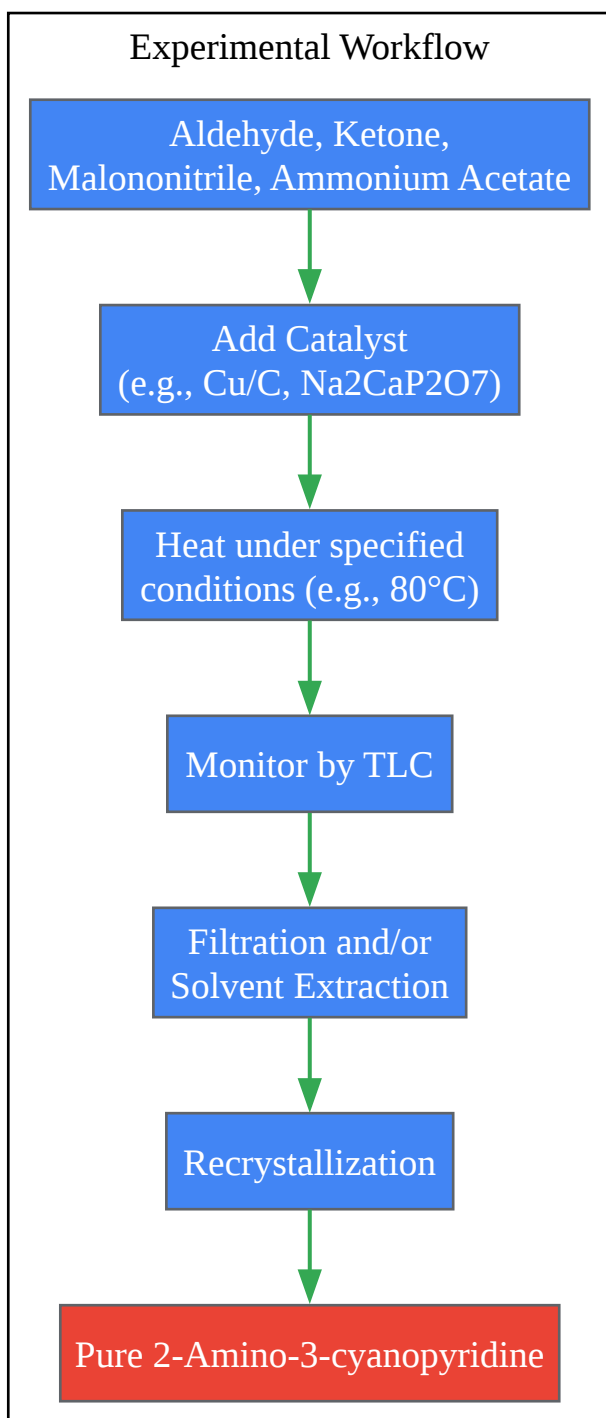 Experimental Workflow
Aldehyde, Ketone,
Malononitrile, Ammonium Acetate
Add Catalyst
(e.g., Cu/C, Na2CaP2O7)
Heat under specified
conditions (e.g., 80°C)
Monitor by TLC
Filtration and/or
Solvent Extraction
Recrystallization
Pure 2-Amino-3-cyanopyridine